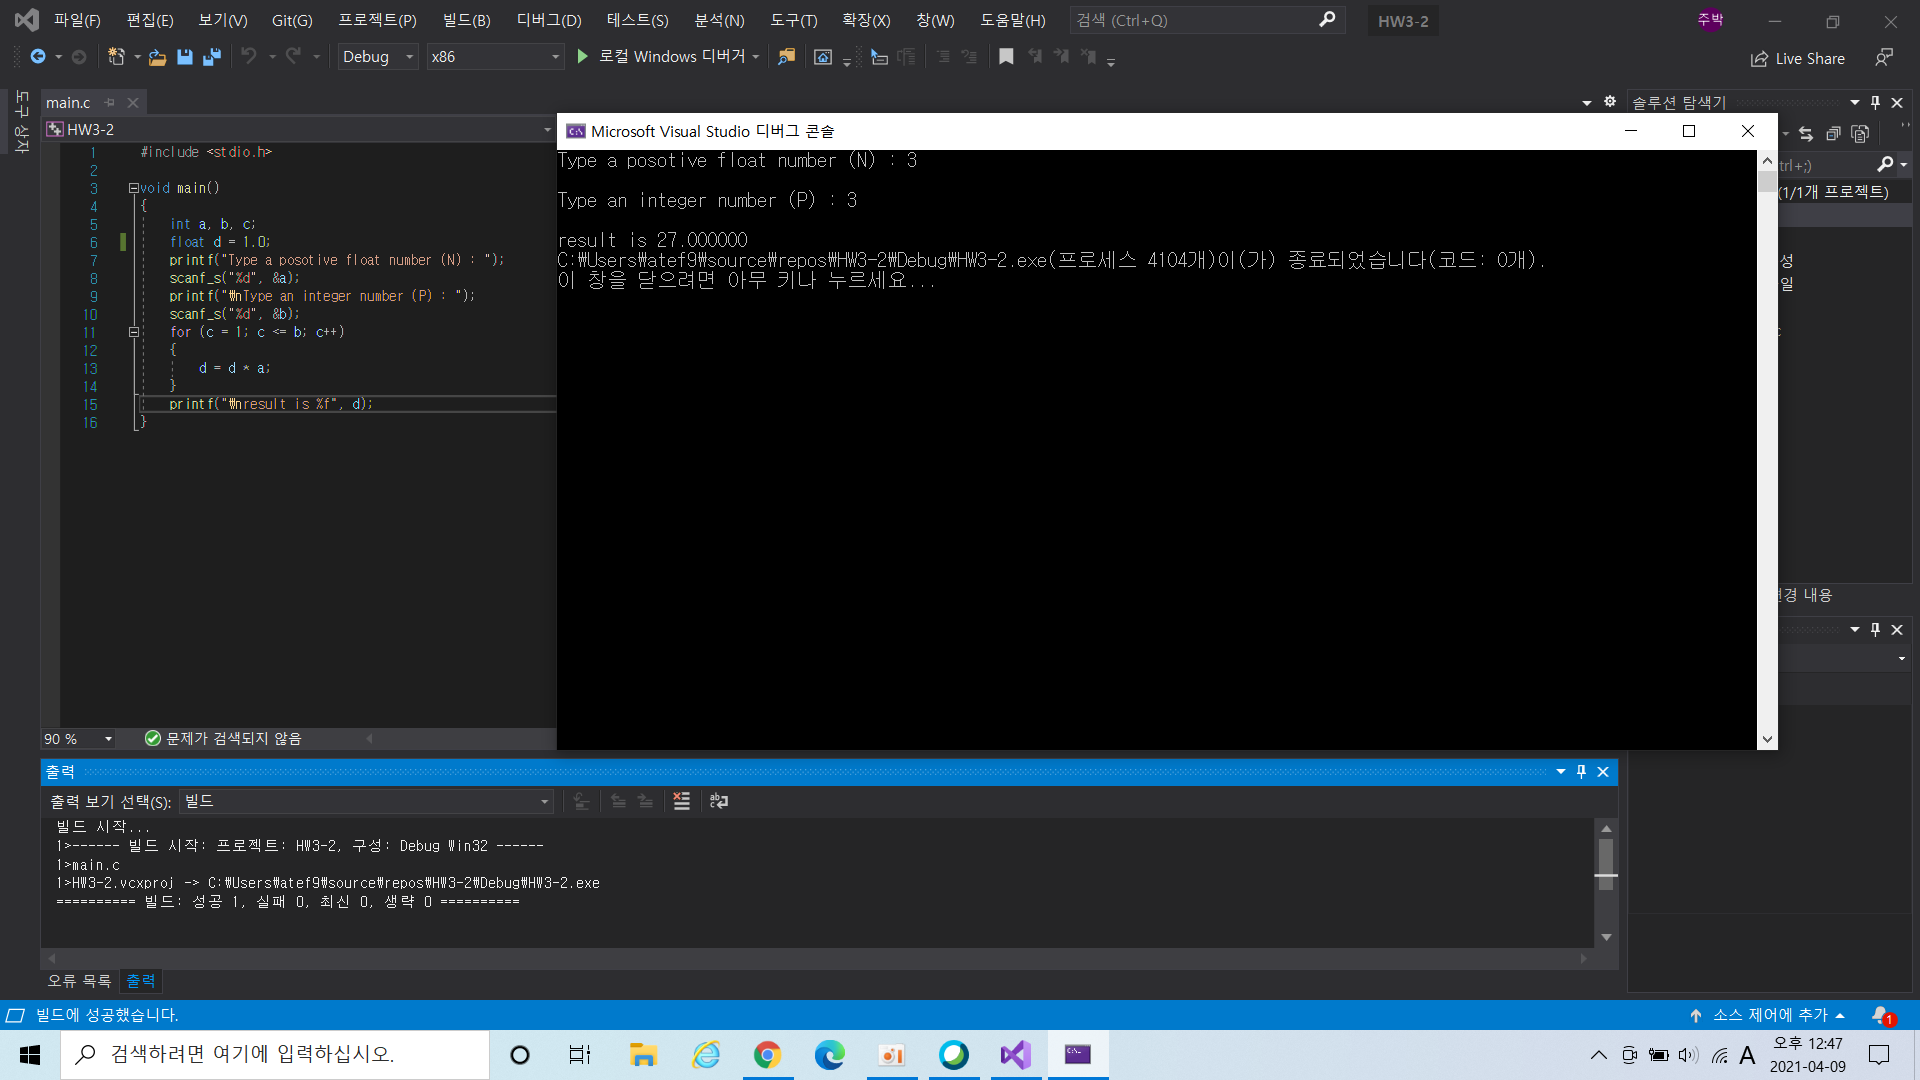 파일(F) 편집(E) 보기(V) Git(G) 프로젝트(P) 빌드(B) 디버그(D) 테스트(S) 분석(N) 도구(T) 확장(X) 창(W) 도움말(H) 검색 (Ctrl+Q) HW3-2 주박
Debug x86 로컬 Windows 디버거 Live Share
도구 상자
main.c
솔루션 탐색기
HW3-2
1 #include <stdio.h>
2
3 void main()
4 {
5 int a, b, c;
6 float d = 1.0;
7 printf("Type a posotive float number (N) : ");
8 scanf_s("%d", &a);
9 printf("₩nType an integer number (P) : ");
10 scanf_s("%d", &b);
11 for (c = 1; c <= b; c++)
12 {
13 d = d * a;
14 }
15 printf("₩nresult is %f", d);
16 }
Microsoft Visual Studio 디버그 콘솔
Type a posotive float number (N) : 3
Type an integer number (P) : 3
result is 27.000000
C:₩Users₩atef9₩source₩repos₩HW3-2₩Debug₩HW3-2.exe(프로세스 4104개)이(가) 종료되었습니다(코드: 0개).
이 창을 닫으려면 아무 키나 누르세요...
trl+;)
(1/1개 프로젝트)
성
일
c
변경 내용
90 % 문제가 검색되지 않음
출력
출력 보기 선택(S): 빌드
빌드 시작...
1>------ 빌드 시작: 프로젝트: HW3-2, 구성: Debug Win32 ------
1>main.c
1>HW3-2.vcxproj -> C:₩Users₩atef9₩source₩repos₩HW3-2₩Debug₩HW3-2.exe
========== 빌드: 성공 1, 실패 0, 최신 0, 생략 0 ==========
오류 목록 출력
빌드에 성공했습니다. 소스 제어에 추가 1
검색하려면 여기에 입력하십시오.
A 오후 12:47
2021-04-09